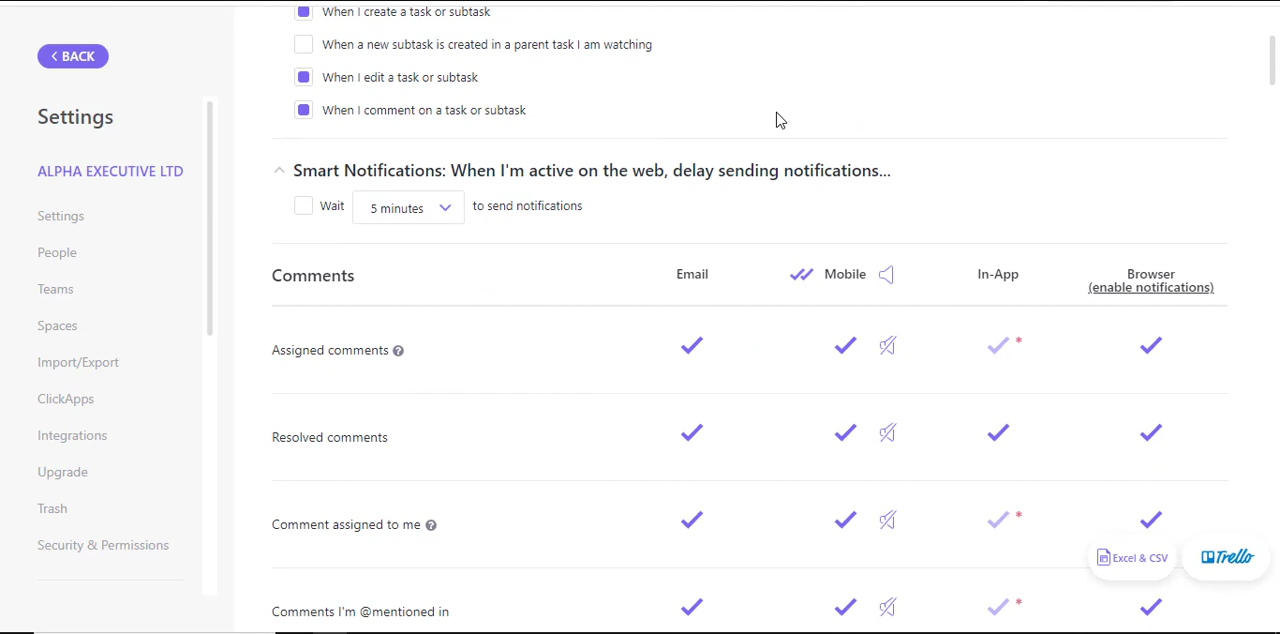 When I create a task or subtask
BACK
When a new subtask is created in a parent task I am watching
When I edit a task or subtask
Settings
When I comment on a task or subtask
ALPHA EXECUTIVE LTD
Smart Notifications: When I'm active on the web, delay sending notifications...
Wait 5 minutes to send notifications
Settings
People
Teams
Spaces
Import/Export
ClickApps
Integrations
Upgrade
Trash
Security & Permissions
Comments Email Mobile In-App Browser
(enable notifications)
Assigned comments ? *
Resolved comments
Comment assigned to me ? *
Comments I'm @mentioned in *
Excel & CSV
Trello